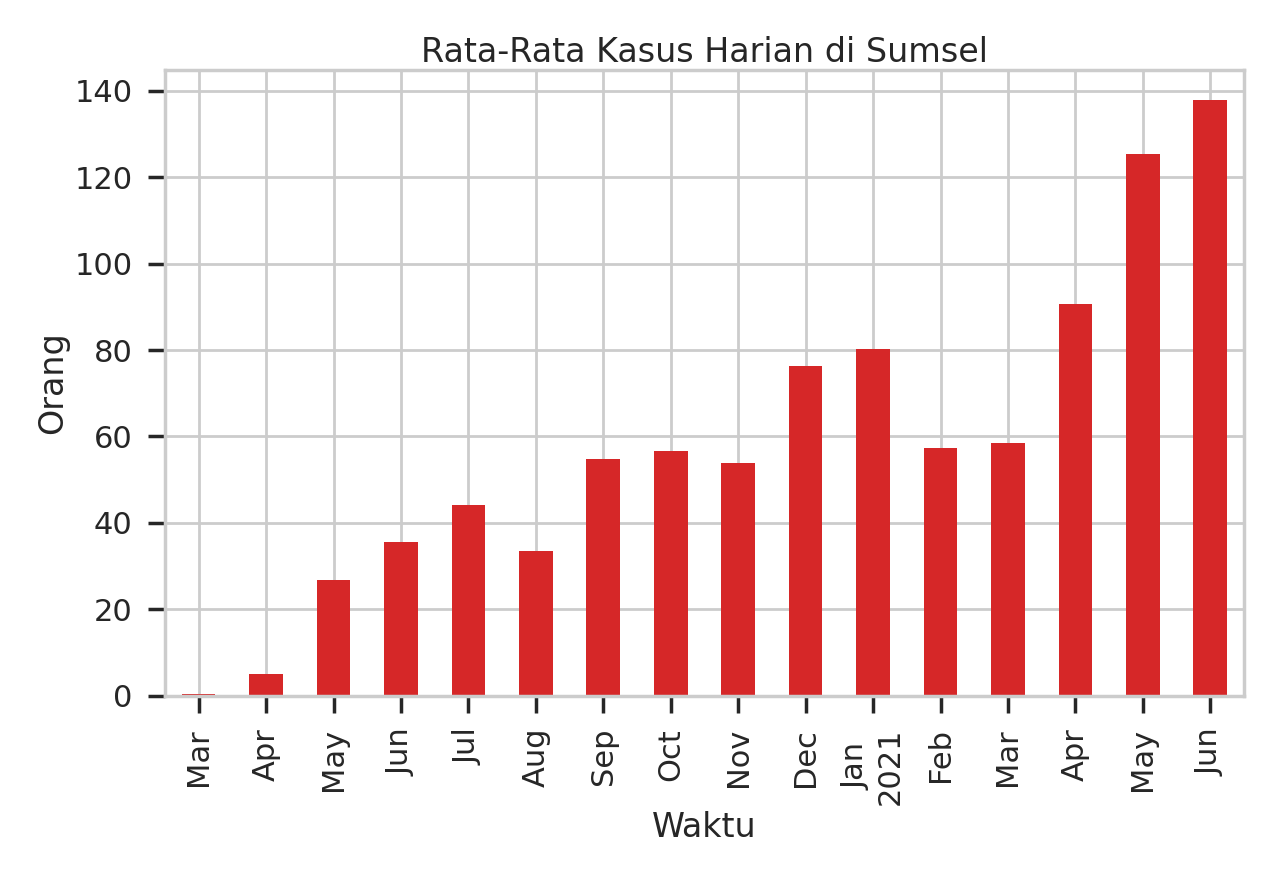 Rata-Rata Kasus Harian di Sumsel
Orang
140
120
100
80
60
40
20
0
Mar
Apr
May
Jun
Jul
Aug
Sep
Oct
Nov
Dec
Jan
2021
Feb
Mar
Apr
May
Jun
Waktu